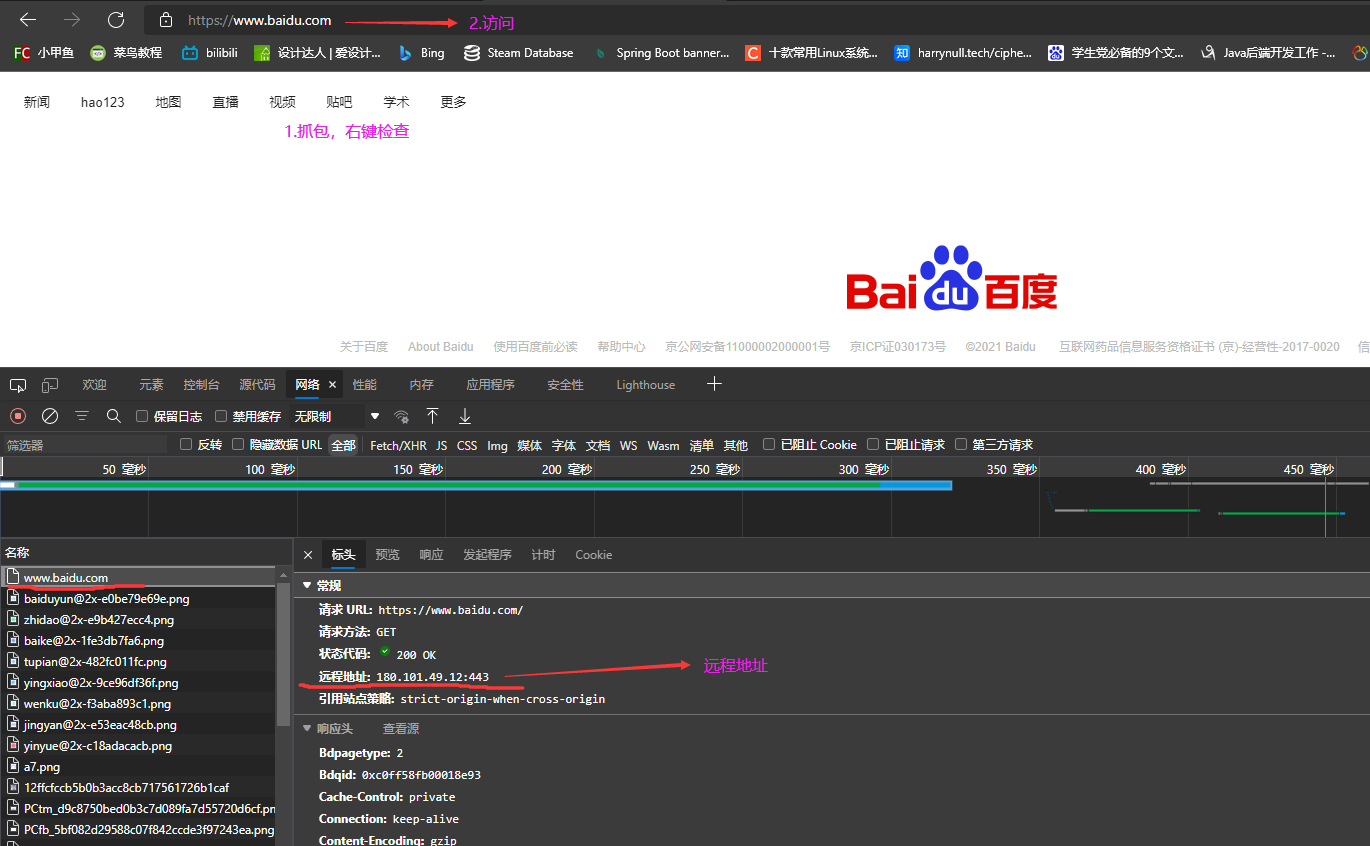 https://www.baidu.com
2.访问
FC 小甲鱼 菜鸟教程 bilibili 设计达人 | 爱设计... Bing Steam Database Spring Boot banner... C 十款常用Linux系统... 知 harrynull.tech/ciphe... 学生党必备的9个文... Java后端开发工作 -...
新闻 hao123 地图 直播 视频 贴吧 学术 更多
1.抓包，右键检查
Bai du 百度
关于百度 About Baidu 使用百度前必读 帮助中心 京公网安备11000002000001号 京ICP证030173号 ©2021 Baidu 互联网药品信息服务资格证书 (京)-经营性-2017-0020 信
欢迎 元素 控制台 源代码 网络 性能 内存 应用程序 安全性 Lighthouse
保留日志 禁用缓存 无限制
筛选器 反转 隐藏数据 URL 全部 Fetch/XHR JS CSS Img 媒体 字体 文档 WS Wasm 清单 其他 已阻止 Cookie 已阻止请求 第三方请求
50 毫秒 100 毫秒 150 毫秒 200 毫秒 250 毫秒 300 毫秒 350 毫秒 400 毫秒 450 毫秒
名称
www.baidu.com
baiduyun@2x-e0be79e69e.png
zhidao@2x-e9b427ecc4.png
baike@2x-1fe3db7fa6.png
tupian@2x-482fc011fc.png
yingxiao@2x-9ce96df36f.png
wenku@2x-f3aba893c1.png
jingyan@2x-e53eac48cb.png
yinyue@2x-c18adacacb.png
a7.png
12ffcfccb5b0b3acc8cb717561726b1caf
PCtm_d9c8750bed0b3c7d089fa7d55720d6cf.pn
PCfb_5bf082d29588c07f842ccde3f97243ea.png
标头 预览 响应 发起程序 计时 Cookie
常规
请求 URL: https://www.baidu.com/
请求方法: GET
状态代码: 200 OK
远程地址: 180.101.49.12:443
远程地址
引用站点策略: strict-origin-when-cross-origin
响应头 查看源
Bdpagetype: 2
Bdqid: 0xc0ff58fb00018e93
Cache-Control: private
Connection: keep-alive
Content-Encoding: gzip